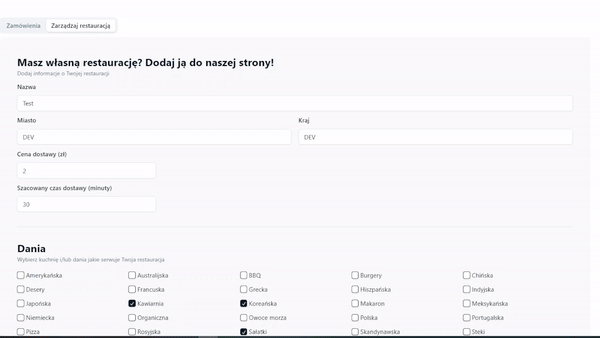 Zamówienia Zarządzaj restauracją
Masz własną restaurację? Dodaj ją do naszej strony!
Dodaj informacje o Twojej restauracji
Nazwa
Test
Miasto Kraj
DEV DEV
Cena dostawy (zł)
2
Szacowany czas dostawy (minuty)
30
Dania
Wybierz kuchnię i/lub dania jakie serwuje Twoja restauracja
Amerykańska Australijska BBQ Burgery Chińska
Desery Francuska Grecka Hiszpańska Indyjska
Japońska Kawiarnia Koreańska Makaron Meksykańska
Niemiecka Organiczna Owoce morza Polska Portugalska
Pizza Rosyjska Sałatki Skandynawska Steki